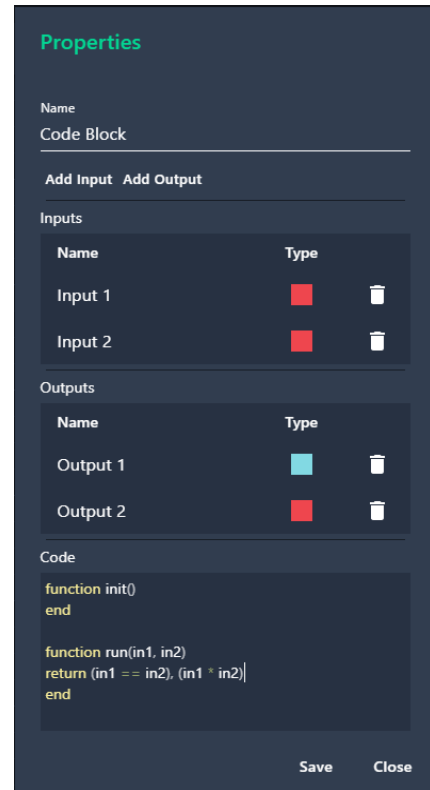 Properties
Name
Code Block
Add Input Add Output
Inputs
Name Type
Input 1
Input 2
Outputs
Name Type
Output 1
Output 2
Code
function init()
end
function run(in1, in2)
return (in1 == in2), (in1 * in2)
end
Save Close